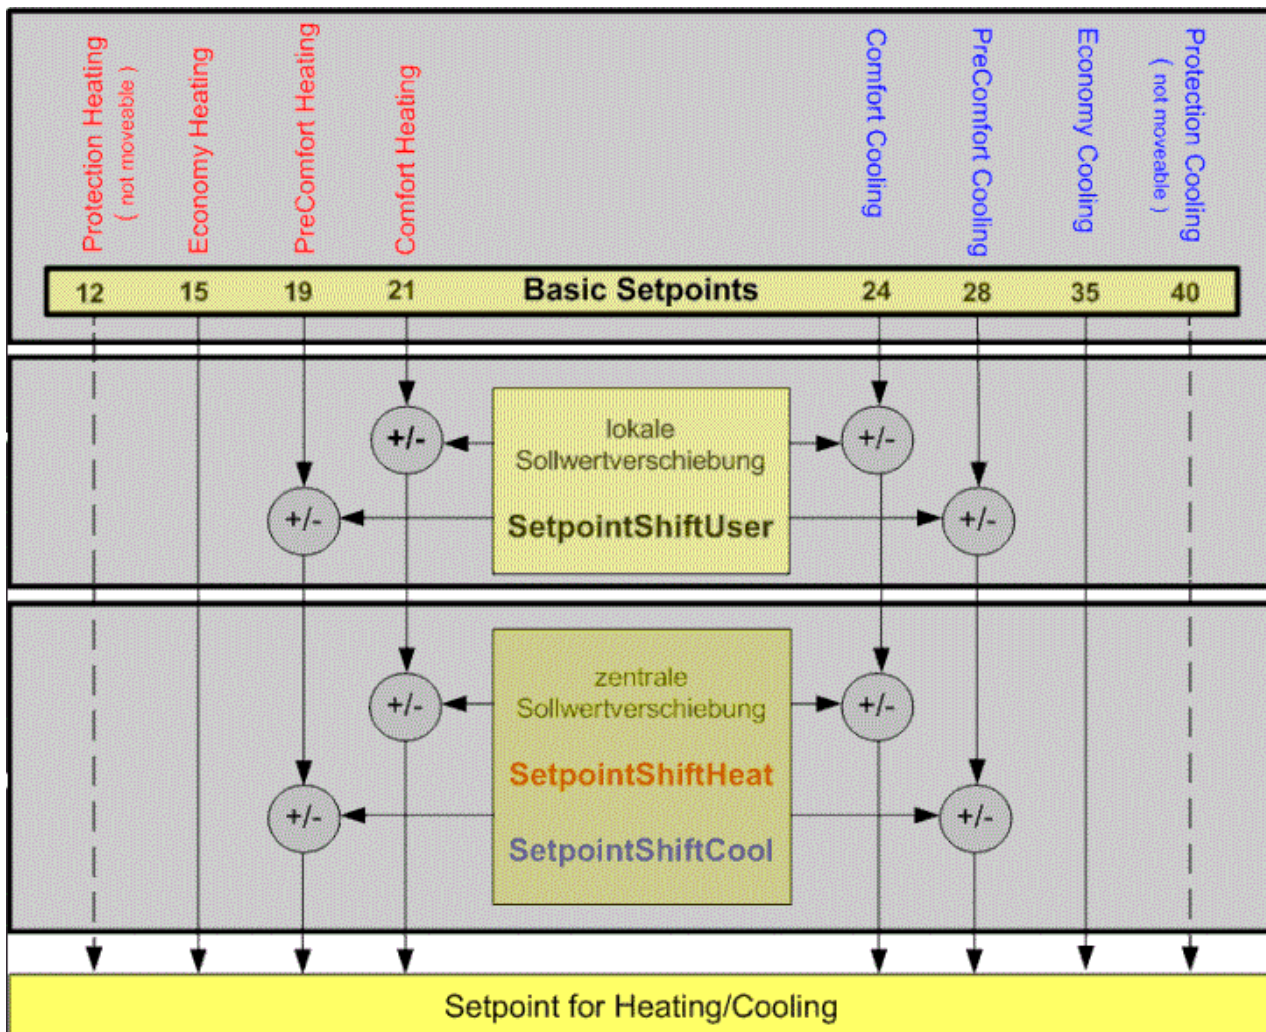 Protection Heating
( not moveable )
Economy Heating
PreComfort Heating
Comfort Heating
Comfort Cooling
PreComfort Cooling
Economy Cooling
Protection Cooling
( not moveable )
12 15 19 21 Basic Setpoints 24 28 35 40
lokale
+/- Sollwertverschiebung +/-
+/- SetpointShiftUser +/-
zentrale
+/- Sollwertverschiebung +/-
SetpointShiftHeat
+/- +/-
SetpointShiftCool
Setpoint for Heating/Cooling